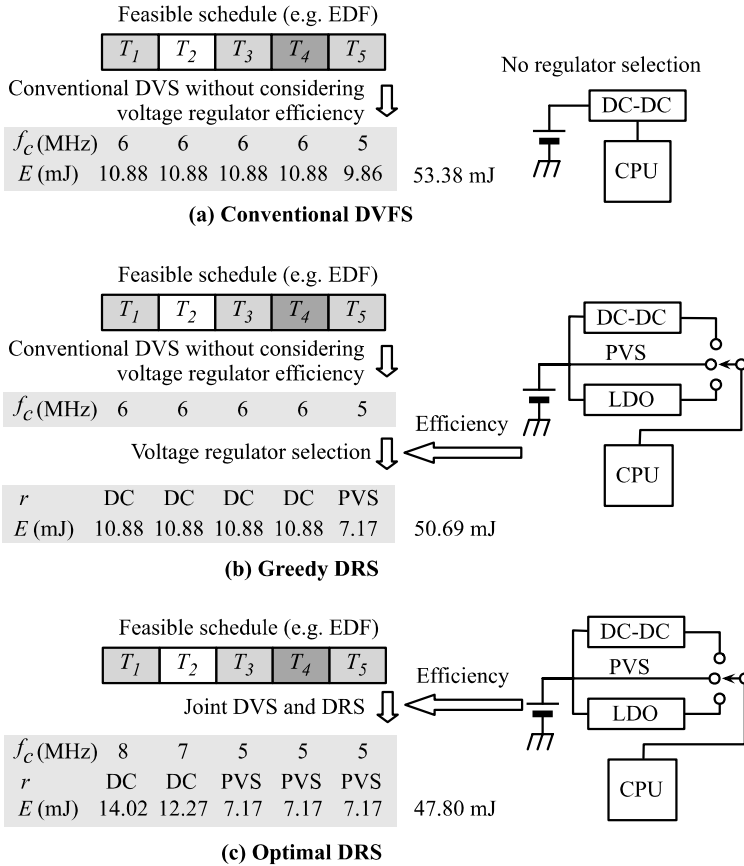 Feasible schedule (e.g. EDF)
T1 T2 T3 T4 T5
Conventional DVS without considering
voltage regulator efficiency
fc (MHz) 6 6 6 6 5
E (mJ) 10.88 10.88 10.88 10.88 9.86 53.38 mJ
No regulator selection
DC-DC
CPU
(a) Conventional DVFS
Feasible schedule (e.g. EDF)
T1 T2 T3 T4 T5
Conventional DVS without considering
voltage regulator efficiency
fc (MHz) 6 6 6 6 5
Voltage regulator selection
Efficiency
r DC DC DC DC PVS
E (mJ) 10.88 10.88 10.88 10.88 7.17 50.69 mJ
DC-DC
PVS
LDO
CPU
(b) Greedy DRS
Feasible schedule (e.g. EDF)
T1 T2 T3 T4 T5
Joint DVS and DRS
Efficiency
fc (MHz) 8 7 5 5 5
r DC DC PVS PVS PVS
E (mJ) 14.02 12.27 7.17 7.17 7.17 47.80 mJ
DC-DC
PVS
LDO
CPU
(c) Optimal DRS